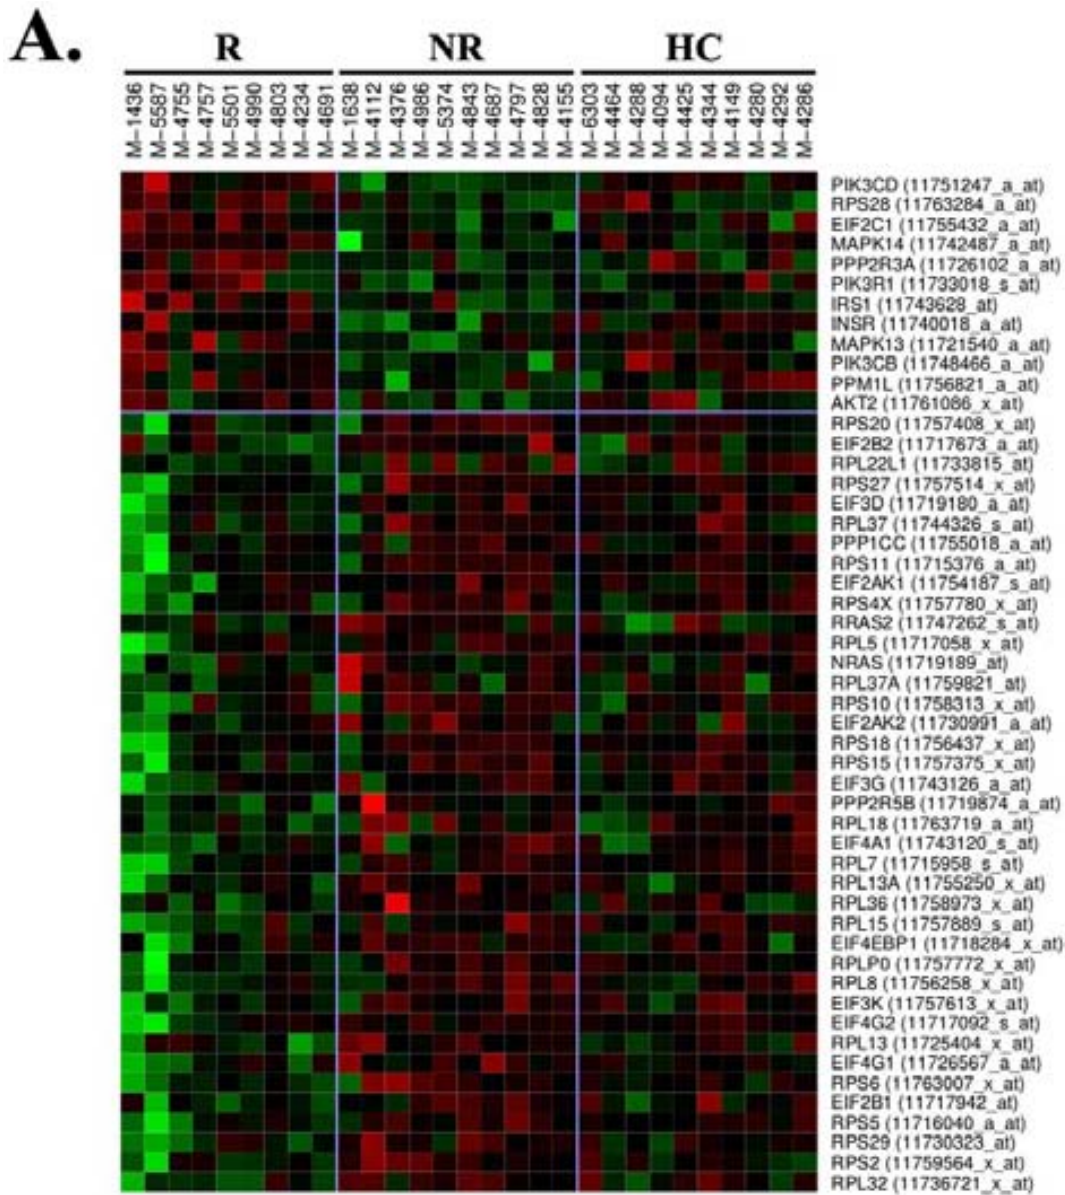 A.
R NR HC
M-1436 M-5587 M-4755 M-4757 M-5501 M-4990 M-4803 M-4234 M-4691 M-1638 M-4112 M-4376 M-4986 M-5374 M-4843 M-4687 M-4797 M-4828 M-4155 M-6303 M-4464 M-4288 M-4094 M-4425 M-4344 M-4149 M-4280 M-4292 M-4286
PIK3CD (11751247_a_at)
RPS28 (11763284_a_at)
EIF2C1 (11755432_a_at)
MAPK14 (11742487_a_at)
PPP2R3A (11726102_a_at)
PIK3R1 (11733018_s_at)
IRS1 (11743628_at)
INSR (11740018_a_at)
MAPK13 (11721540_a_at)
PIK3CB (11748466_a_at)
PPM1L (11756821_a_at)
AKT2 (11761086_x_at)
RPS20 (11757408_x_at)
EIF2B2 (11717673_a_at)
RPL22L1 (11733815_at)
RPS27 (11757514_x_at)
EIF3D (11719180_a_at)
RPL37 (11744326_s_at)
PPP1CC (11755018_a_at)
RPS11 (11715376_a_at)
EIF2AK1 (11754187_s_at)
RPS4X (11757780_x_at)
RRAS2 (11747262_s_at)
RPL5 (11717058_x_at)
NRAS (11719189_at)
RPL37A (11759821_at)
RPS10 (11758313_x_at)
EIF2AK2 (11730991_a_at)
RPS18 (11756437_x_at)
RPS15 (11757375_x_at)
EIF3G (11743126_a_at)
PPP2R5B (11719874_a_at)
RPL18 (11763719_a_at)
EIF4A1 (11743120_s_at)
RPL7 (11715958_s_at)
RPL13A (11755250_x_at)
RPL36 (11758973_x_at)
RPL15 (11757889_s_at)
EIF4EBP1 (11718284_x_at)
RPLP0 (11757772_x_at)
RPL8 (11756258_x_at)
EIF3K (11757613_x_at)
EIF4G2 (11717092_s_at)
RPL13 (11725404_x_at)
EIF4G1 (11726567_a_at)
RPS6 (11763007_x_at)
EIF2B1 (11717942_at)
RPS5 (11716040_a_at)
RPS29 (11730323_at)
RPS2 (11759564_x_at)
RPL32 (11736721_x_at)